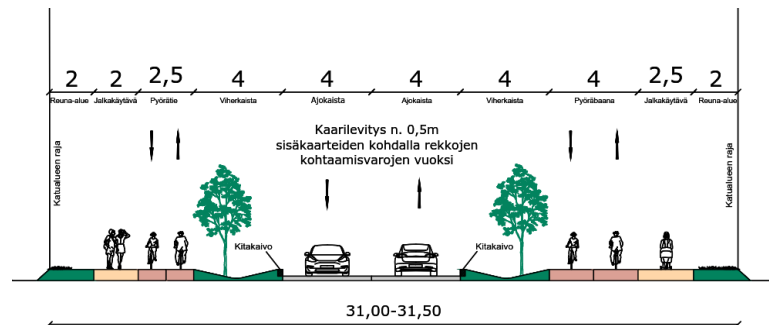 2 2 2,5 4 4 4 4 4 2,5 2
Reuna-alue Jalkakäytävä Pyörätie Viherkaista Ajokaista Ajokaista Viherkaista Pyöräbaana Jalkakäytävä Reuna-alue
Kaarilevitys n. 0,5m
sisäkaarteiden kohdalla rekkojen
kohtaamisvarojen vuoksi
Katualueen raja
Katualueen raja
Kitakaivo
Kitakaivo
31,00-31,50